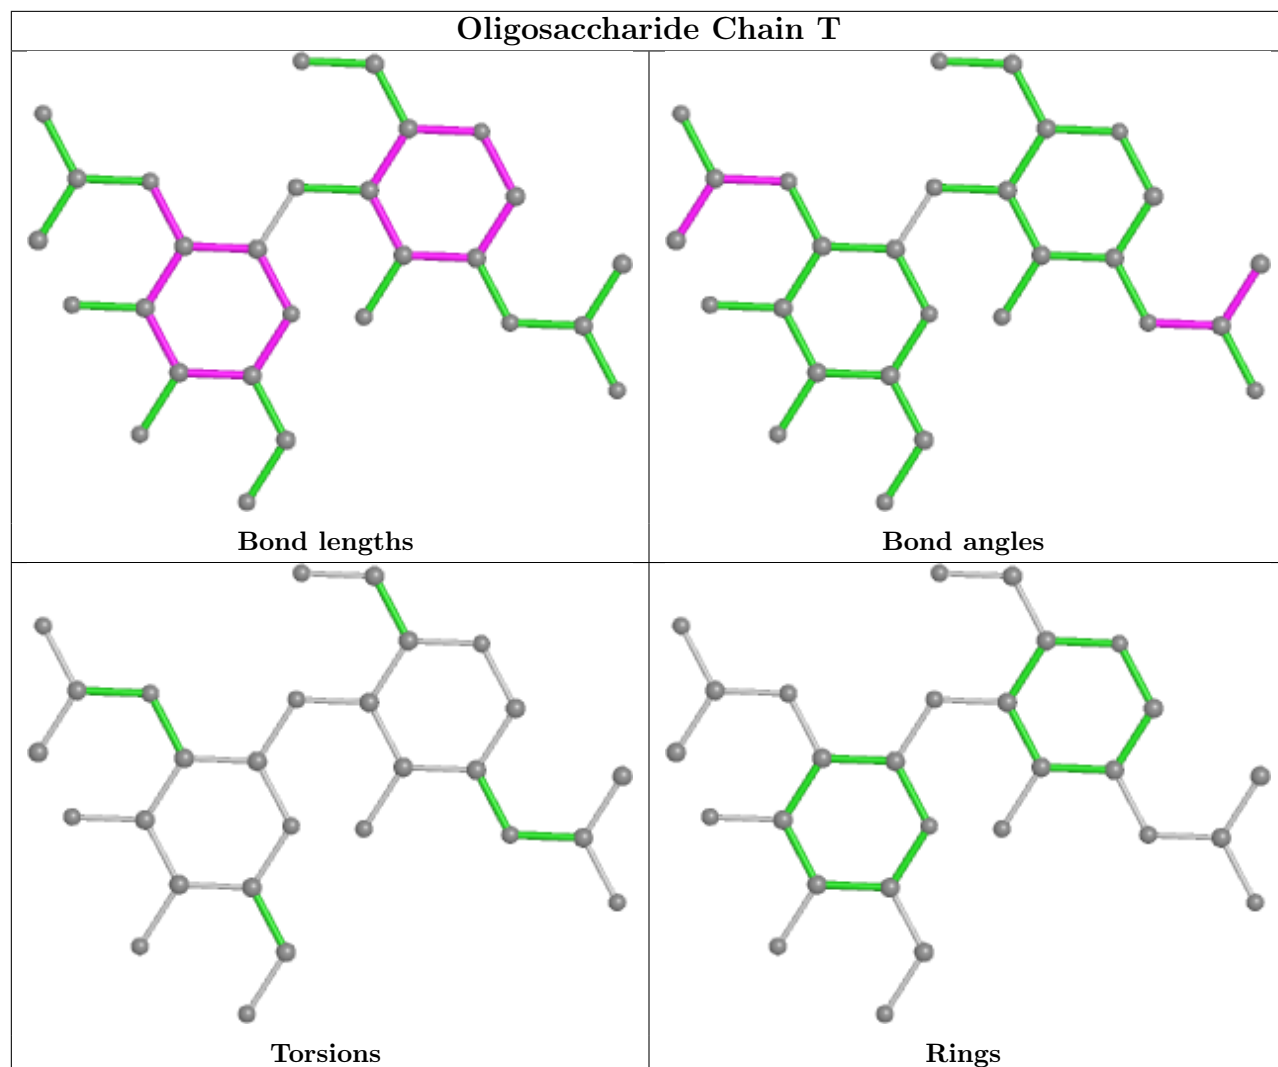 Oligosaccharide Chain T
Bond lengths
Bond angles
Torsions
Rings